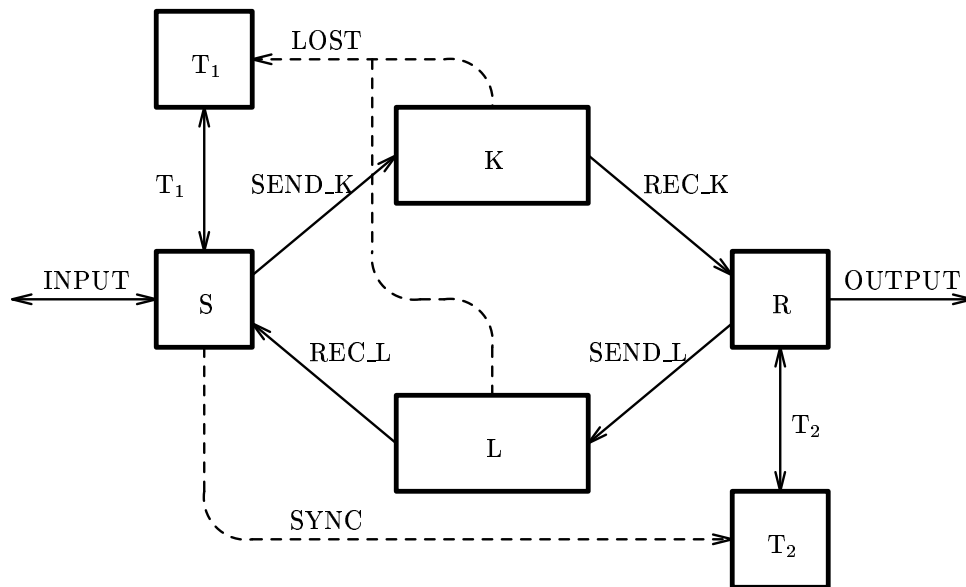 LOST
T₁
K
T₁
SEND_K
REC_K
INPUT
S
R
OUTPUT
REC_L
SEND_L
L
T₂
SYNC
T₂